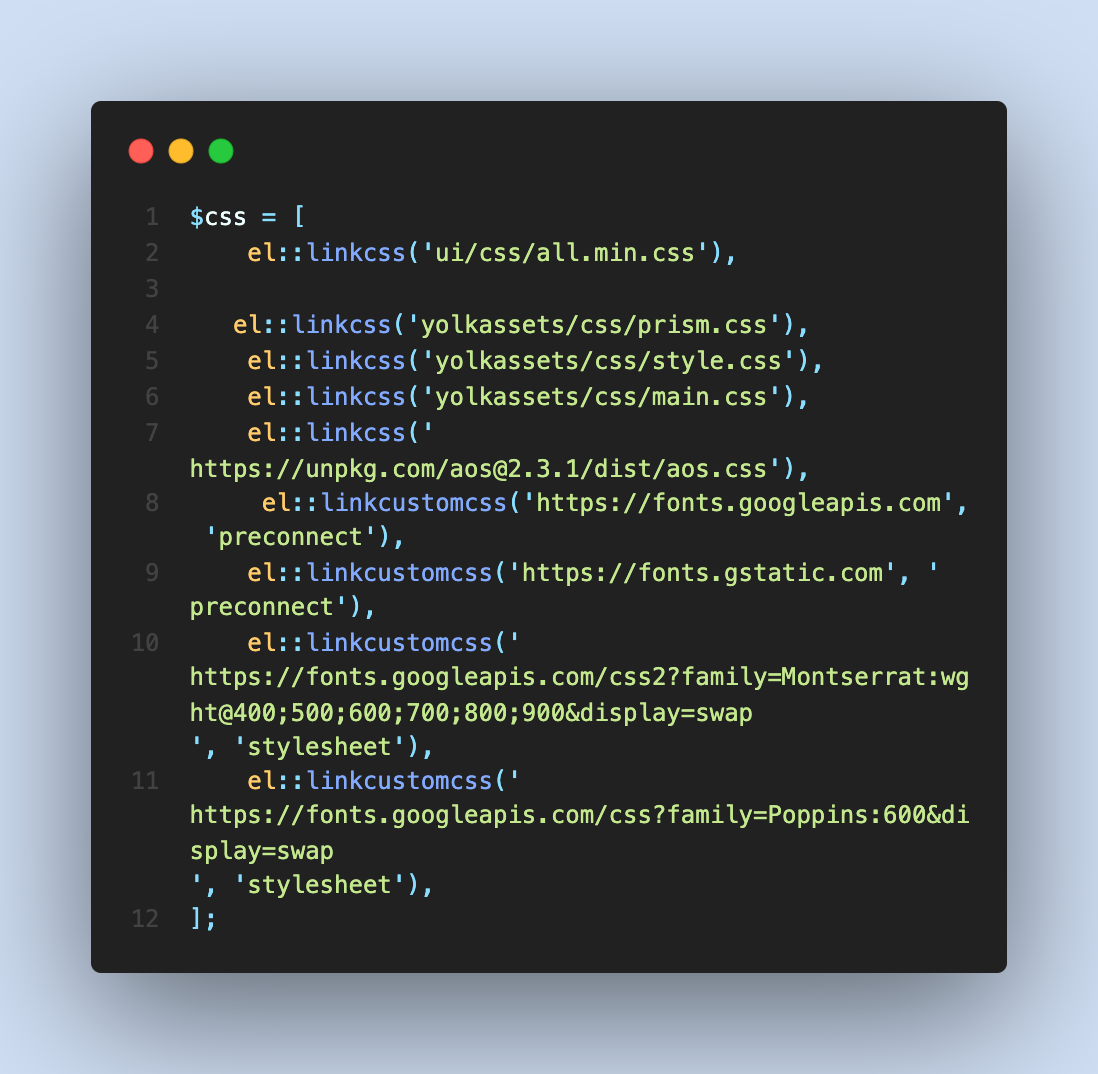 1 $css = [
2     el::linkcss('ui/css/all.min.css'),
3
4    el::linkcss('yolkassets/css/prism.css'),
5     el::linkcss('yolkassets/css/style.css'),
6     el::linkcss('yolkassets/css/main.css'),
7     el::linkcss('
https://unpkg.com/aos@2.3.1/dist/aos.css'),
8      el::linkcustomcss('https://fonts.googleapis.com',
 'preconnect'),
9     el::linkcustomcss('https://fonts.gstatic.com', '
preconnect'),
10     el::linkcustomcss('
https://fonts.googleapis.com/css2?family=Montserrat:wg
ht@400;500;600;700;800;900&display=swap
', 'stylesheet'),
11     el::linkcustomcss('
https://fonts.googleapis.com/css?family=Poppins:600&di
splay=swap
', 'stylesheet'),
12 ];